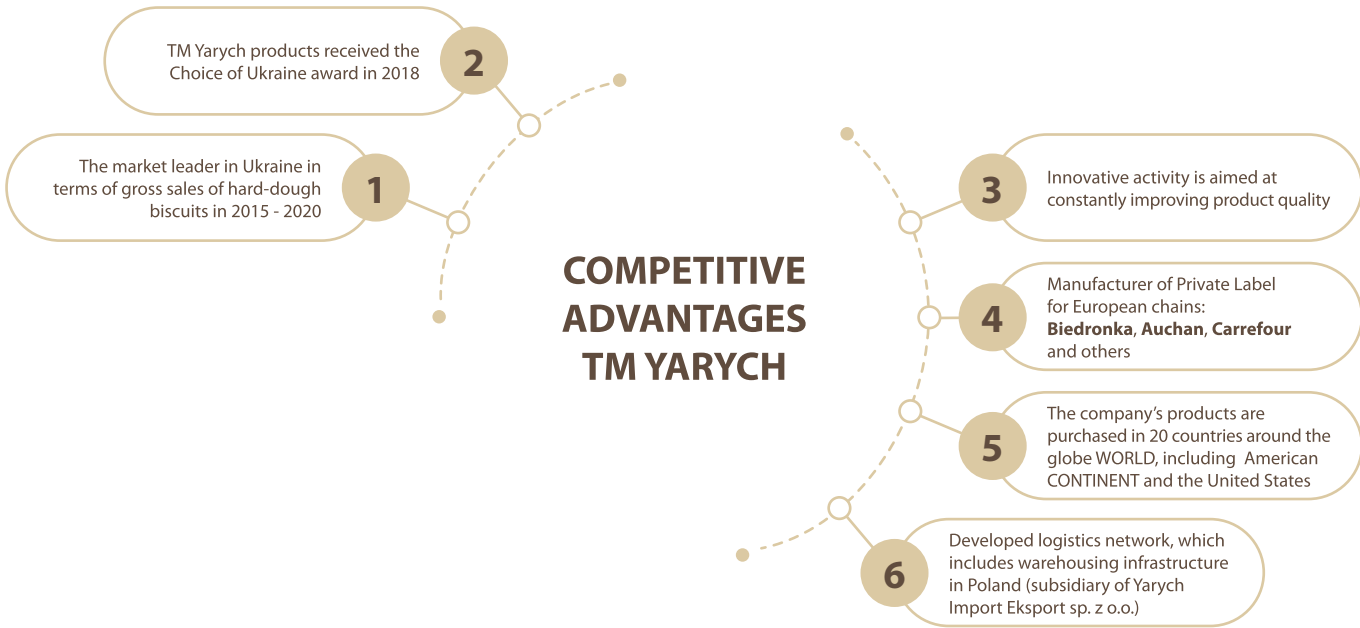 COMPETITIVE
ADVANTAGES
TM YARYCH
1
The market leader in Ukraine in
terms of gross sales of hard-dough
biscuits in 2015 - 2020
2
TM Yarych products received the
Choice of Ukraine award in 2018
3
Innovative activity is aimed at
constantly improving product quality
4
Manufacturer of Private Label
for European chains:
Biedronka, Auchan, Carrefour
and others
5
The company's products are
purchased in 20 countries around the
globe WORLD, including  American
CONTINENT and the United States
6
Developed logistics network, which
includes warehousing infrastructure
in Poland (subsidiary of Yarych
Import Eksport sp. z o.o.)